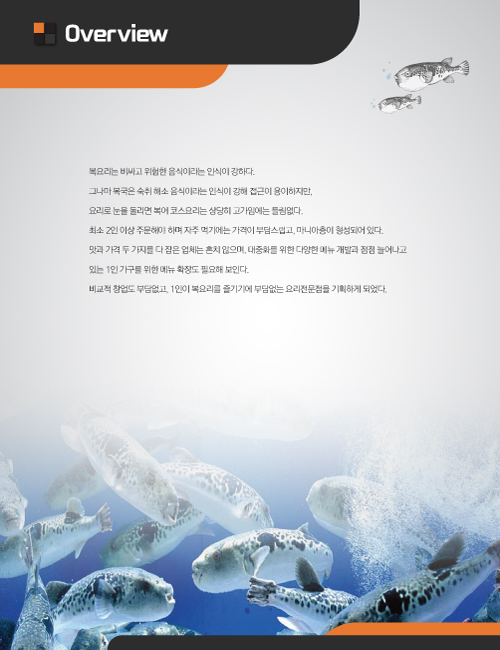 Overview
복요리는 비싸고 위험한 음식이라는 인식이 강하다.
그나마 복국은 숙취 해소 음식이라는 인식이 강해 접근이 용이하지만,
요리로 눈을 돌리면 복어 코스요리는 상당히 고가임에는 틀림없다.
최소 2인 이상 주문해야 하며 자주 먹기에는 가격이 부담스럽고, 마니아층이 형성되어 있다.
맛과 가격 두 가지를 다 잡은 업체는 흔치 않으며, 대중화를 위한 다양한 메뉴 개발과 점점 늘어나고
있는 1인 가구를 위한 메뉴 확장도 필요해 보인다.
비교적 창업도 부담없고, 1인이 복요리를 즐기기에 부담없는 요리전문점을 기획하게 되었다.